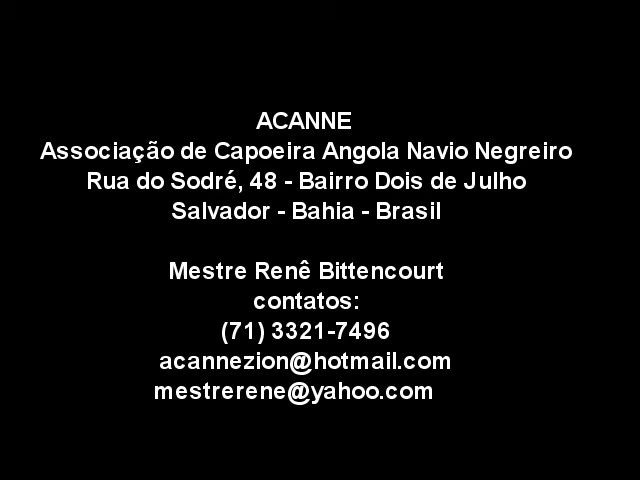 ACANNE
Associação de Capoeira Angola Navio Negreiro
Rua do Sodré, 48 - Bairro Dois de Julho
Salvador - Bahia - Brasil
Mestre Renê Bittencourt
contatos:
(71) 3321-7496
acannezion@hotmail.com
mestrerene@yahoo.com